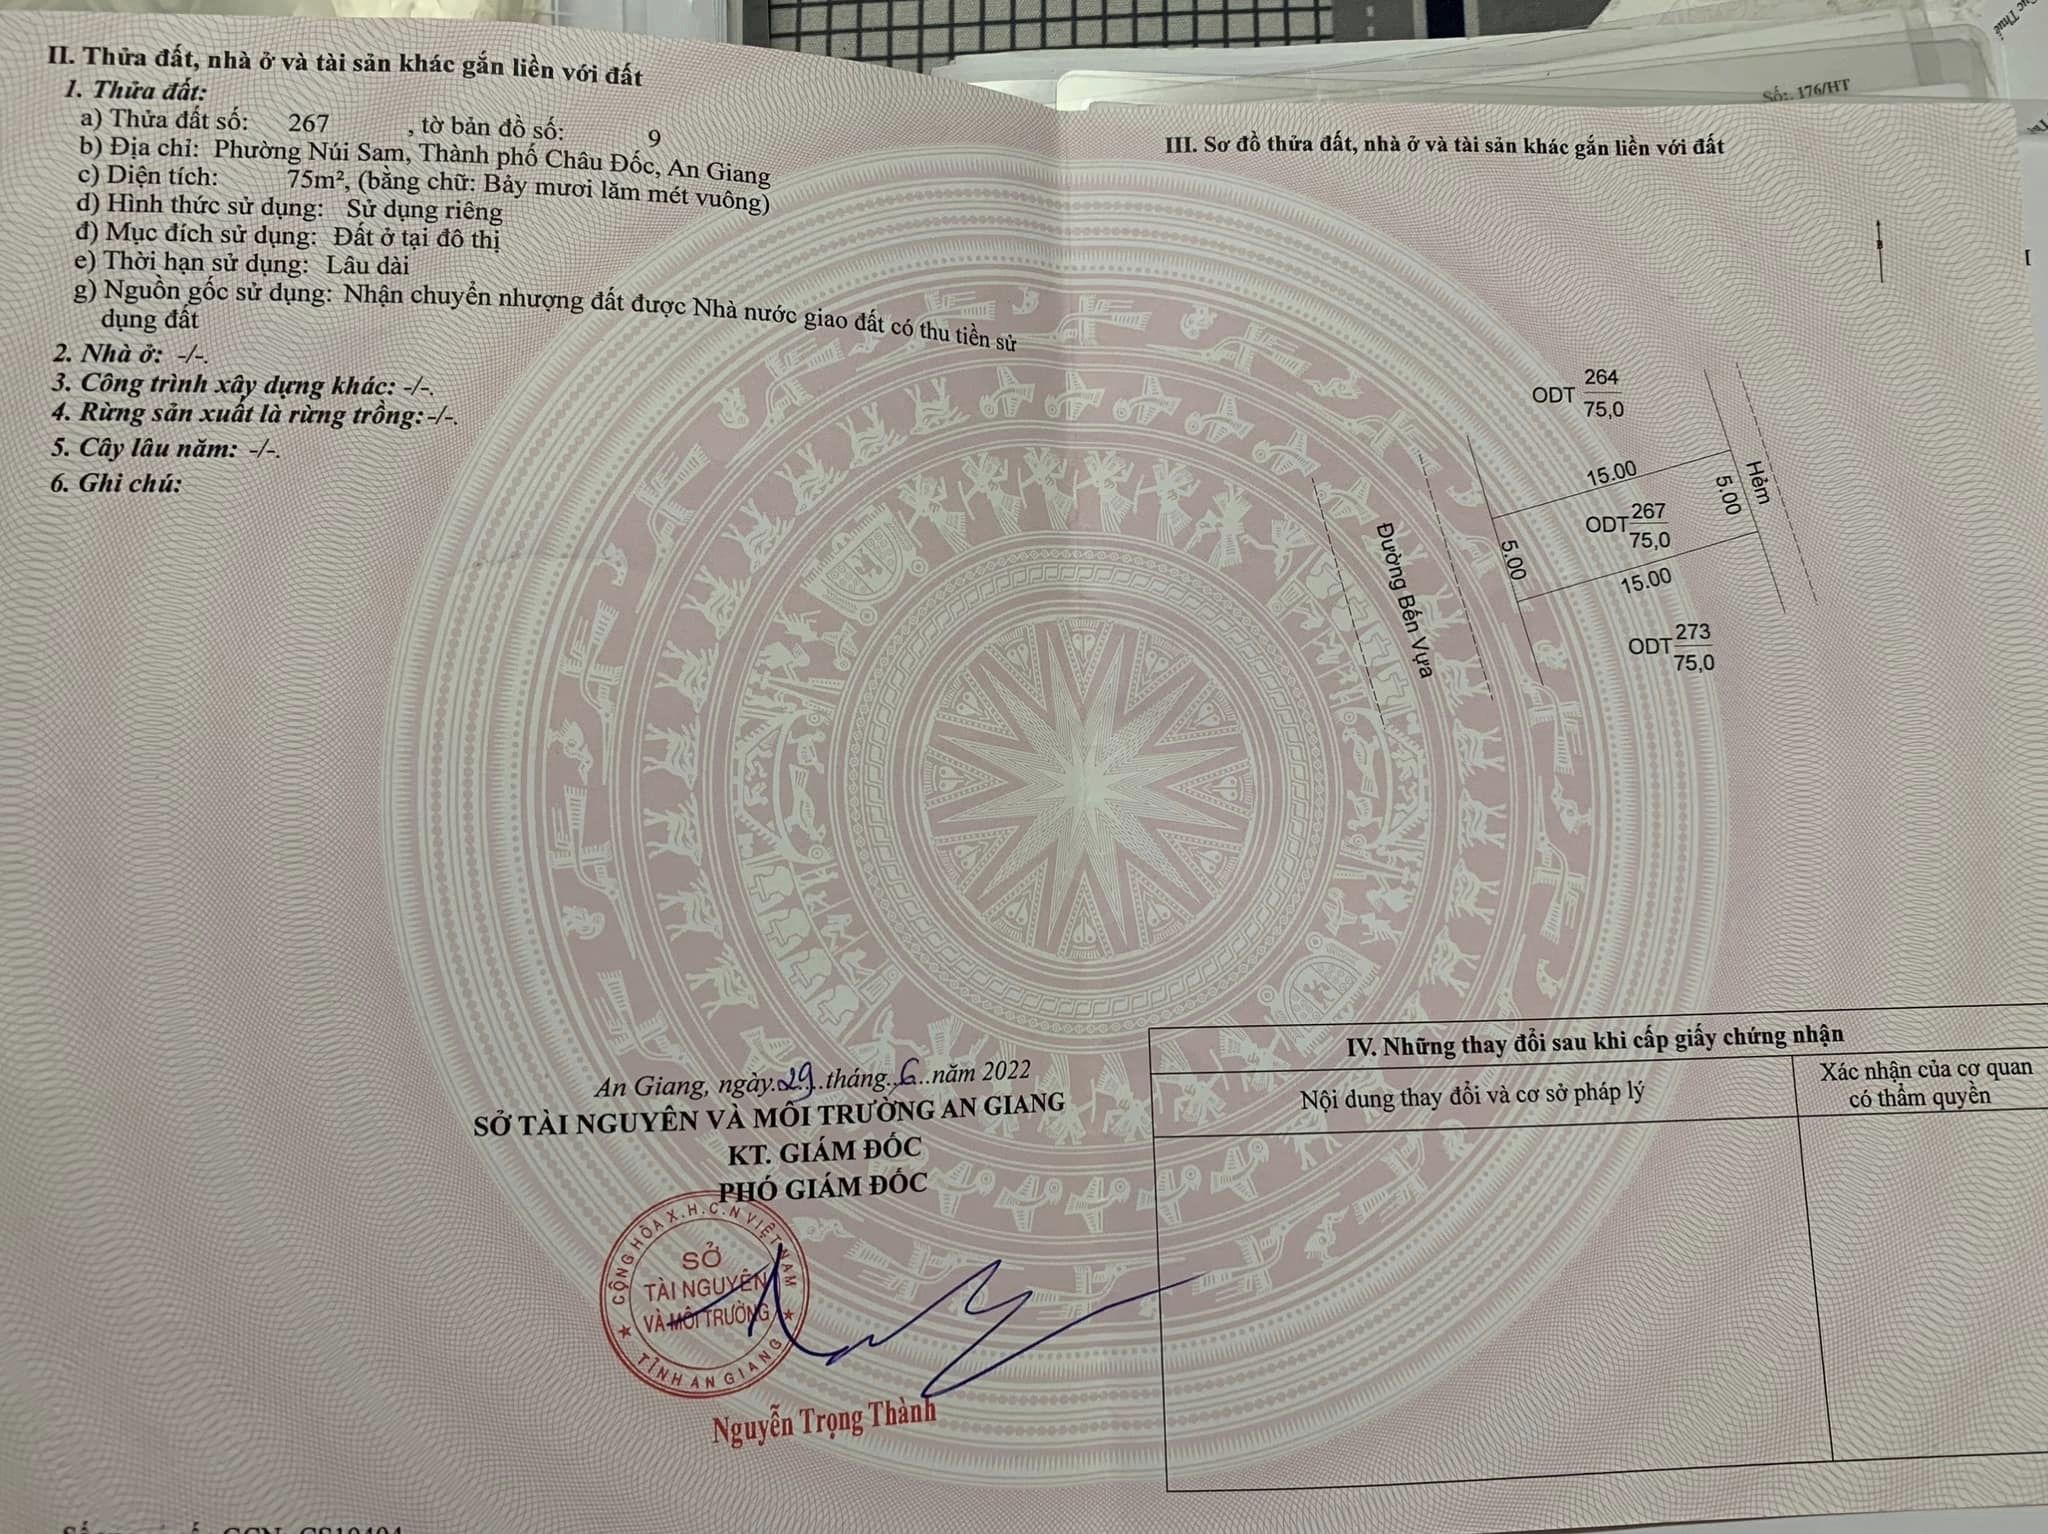 II. Thửa đất, nhà ở và tài sản khác gắn liền với đất
1. Thửa đất:
a) Thửa đất số: 267 , tờ bản đồ số: 9
b) Địa chỉ: Phường Núi Sam, Thành phố Châu Đốc, An Giang
c) Diện tích: 75m², (bằng chữ: Bảy mươi lăm mét vuông)
d) Hình thức sử dụng: Sử dụng riêng
đ) Mục đích sử dụng: Đất ở tại đô thị
e) Thời hạn sử dụng: Lâu dài
g) Nguồn gốc sử dụng: Nhận chuyển nhượng đất được Nhà nước giao đất có thu tiền sử
dụng đất
2. Nhà ở: -/-.
3. Công trình xây dựng khác: -/-.
4. Rừng sản xuất là rừng trồng: -/-.
5. Cây lâu năm: -/-.
6. Ghi chú:
An Giang, ngày 29 tháng 6 năm 2022
SỞ TÀI NGUYÊN VÀ MÔI TRƯỜNG AN GIANG
KT. GIÁM ĐỐC
PHÓ GIÁM ĐỐC
CỘNG HÒA X.H.C.N VIỆT NAM
SỞ
TÀI NGUYÊN
VÀ MÔI TRƯỜNG
TỈNH AN GIANG
Nguyễn Trọng Thành
GCN: CS10404
Số:. 176/HT
III. Sơ đồ thửa đất, nhà ở và tài sản khác gắn liền với đất
ODT 264
75,0
15.00
Hẻm
5.00
ODT 267
75,0
5.00
15.00
Đường Bến Vựa
ODT 273
75,0
IV. Những thay đổi sau khi cấp giấy chứng nhận
Nội dung thay đổi và cơ sở pháp lý
Xác nhận của cơ quan
có thẩm quyền